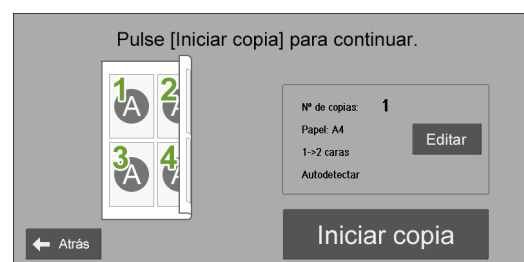 Pulse [Iniciar copia] para continuar.
1 2
A A
3 4
A A
Nº de copias: 1
Papel: A4
1->2 caras
Autodetectar
Editar
Atrás
Iniciar copia